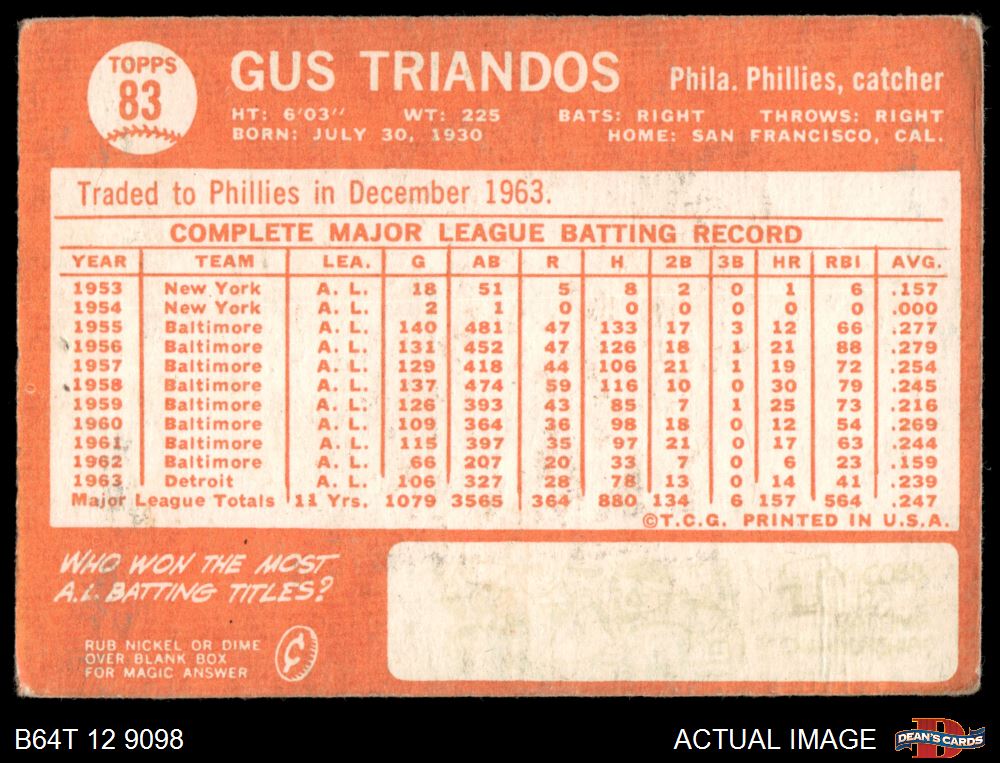 TOPPS
83
GUS TRIANDOS
Phila. Phillies, catcher
HT: 6'03" WT: 225 BATS: RIGHT THROWS: RIGHT
BORN: JULY 30, 1930 HOME: SAN FRANCISCO, CAL.
Traded to Phillies in December 1963.
COMPLETE MAJOR LEAGUE BATTING RECORD
YEAR TEAM LEA. G AB R H 2B 3B HR RBI AVG.
1953 New York A. L. 18 51 5 8 2 0 1 6 .157
1954 New York A. L. 2 1 0 0 0 0 0 0 .000
1955 Baltimore A. L. 140 481 47 133 17 3 12 66 .277
1956 Baltimore A. L. 131 452 47 126 18 1 21 88 .279
1957 Baltimore A. L. 129 418 44 106 21 1 19 72 .254
1958 Baltimore A. L. 137 474 59 116 10 0 30 79 .245
1959 Baltimore A. L. 126 393 43 85 7 1 25 73 .216
1960 Baltimore A. L. 109 364 36 98 18 0 12 54 .269
1961 Baltimore A. L. 115 397 35 97 21 0 17 63 .244
1962 Baltimore A. L. 66 207 20 33 7 0 6 23 .159
1963 Detroit A. L. 106 327 28 78 13 0 14 41 .239
Major League Totals 11 Yrs. 1079 3565 364 880 134 6 157 564 .247
©T.C.G. PRINTED IN U.S.A.
WHO WON THE MOST
A.L. BATTING TITLES?
RUB NICKEL OR DIME
OVER BLANK BOX
FOR MAGIC ANSWER
¢
B64T 12 9098
ACTUAL IMAGE
DEAN'S CARDS